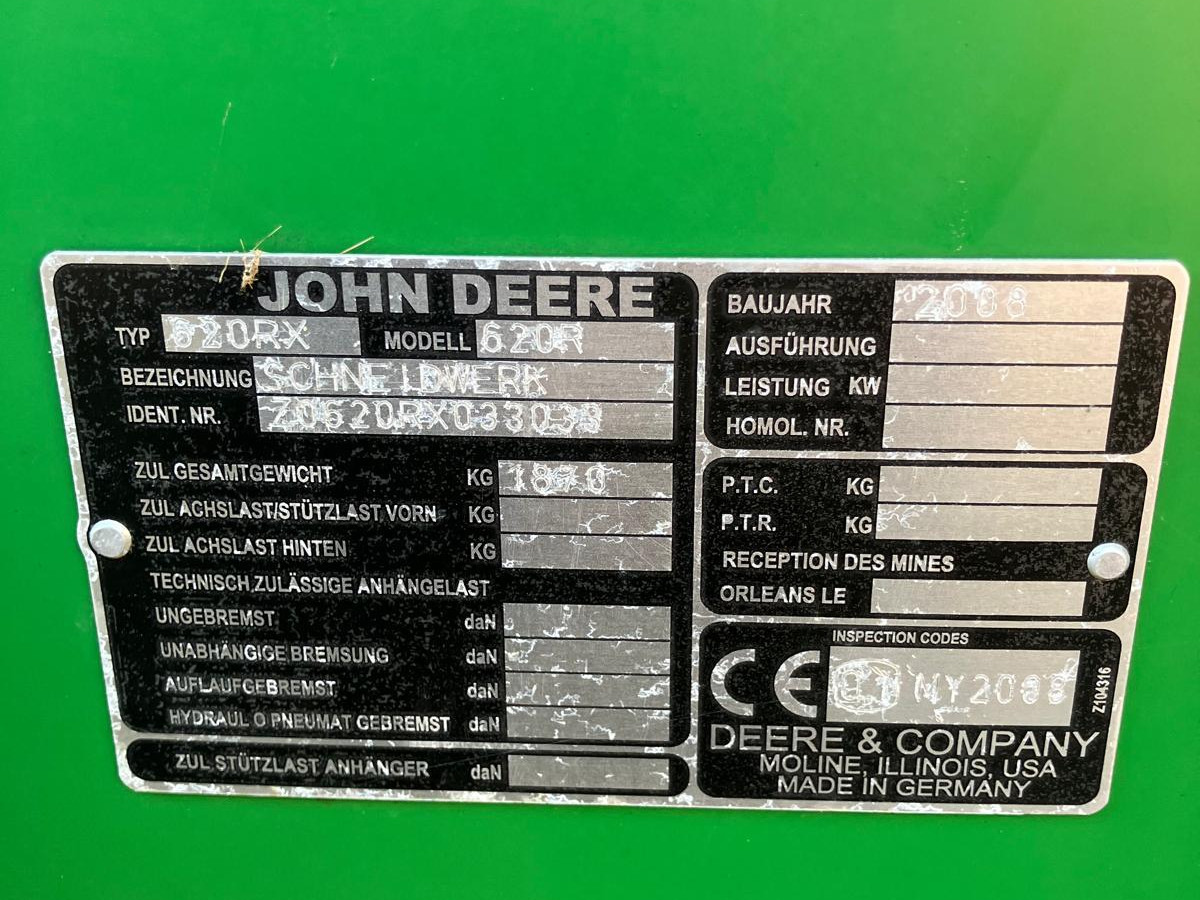 JOHN DEERE
TYP 620RX MODELL 620R
BEZEICHNUNG SCHNEIDWERK
IDENT. NR. Z0620RX033038
ZUL GESAMTGEWICHT KG
ZUL ACHSLAST/STÜTZLAST VORN KG
ZUL ACHSLAST HINTEN KG
TECHNISCH ZULÄSSIGE ANHÄNGELAST
UNGEBREMST daN
UNABHÄNGIGE BREMSUNG daN
AUFLAUFGEBREMST daN
HYDRAUL O PNEUMAT GEBREMST daN
ZUL STÜTZLAST ANHÄNGER daN
BAUJAHR 2008
AUSFÜHRUNG
LEISTUNG KW
HOMOL. NR.
P.T.C. KG
P.T.R. KG
RECEPTION DES MINES
ORLEANS LE
INSPECTION CODES
CE MY2008
Z104316
DEERE & COMPANY
MOLINE, ILLINOIS, USA
MADE IN GERMANY